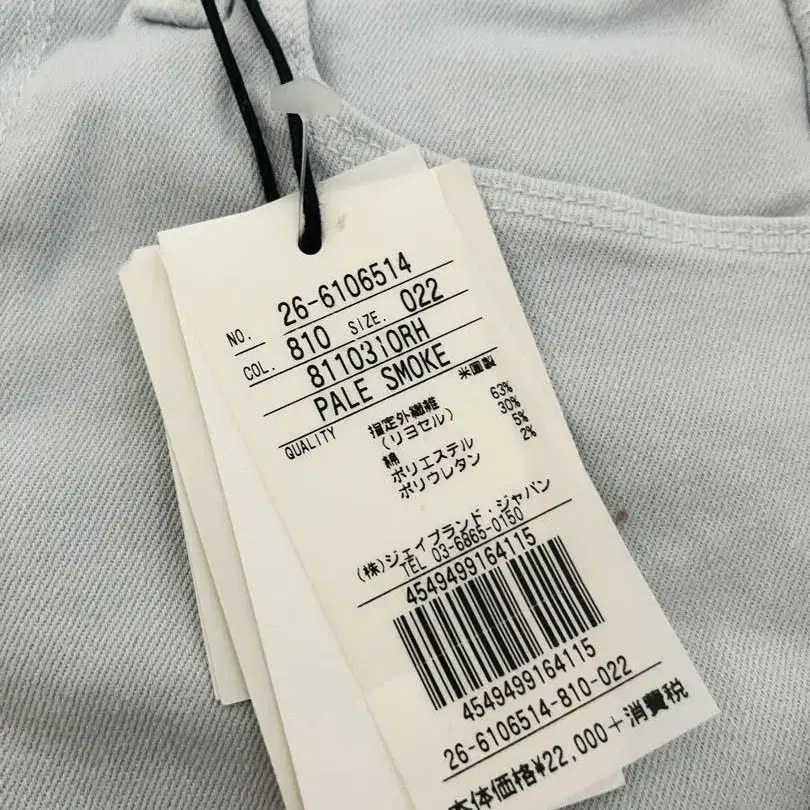 NO. 26-6106514
COL. 810 SIZE. 022
811031ORH
PALE SMOKE
QUALITY 米国製
指定外繊維 63%
(リヨセル)
綿 30%
ポリエステル 5%
ポリウレタン 2%
(株)ジェイブランド・ジャパン
TEL 03-6865-0150
4549499164115
4549499164115
26-6106514-810-022
本体価格¥22,000+消費税